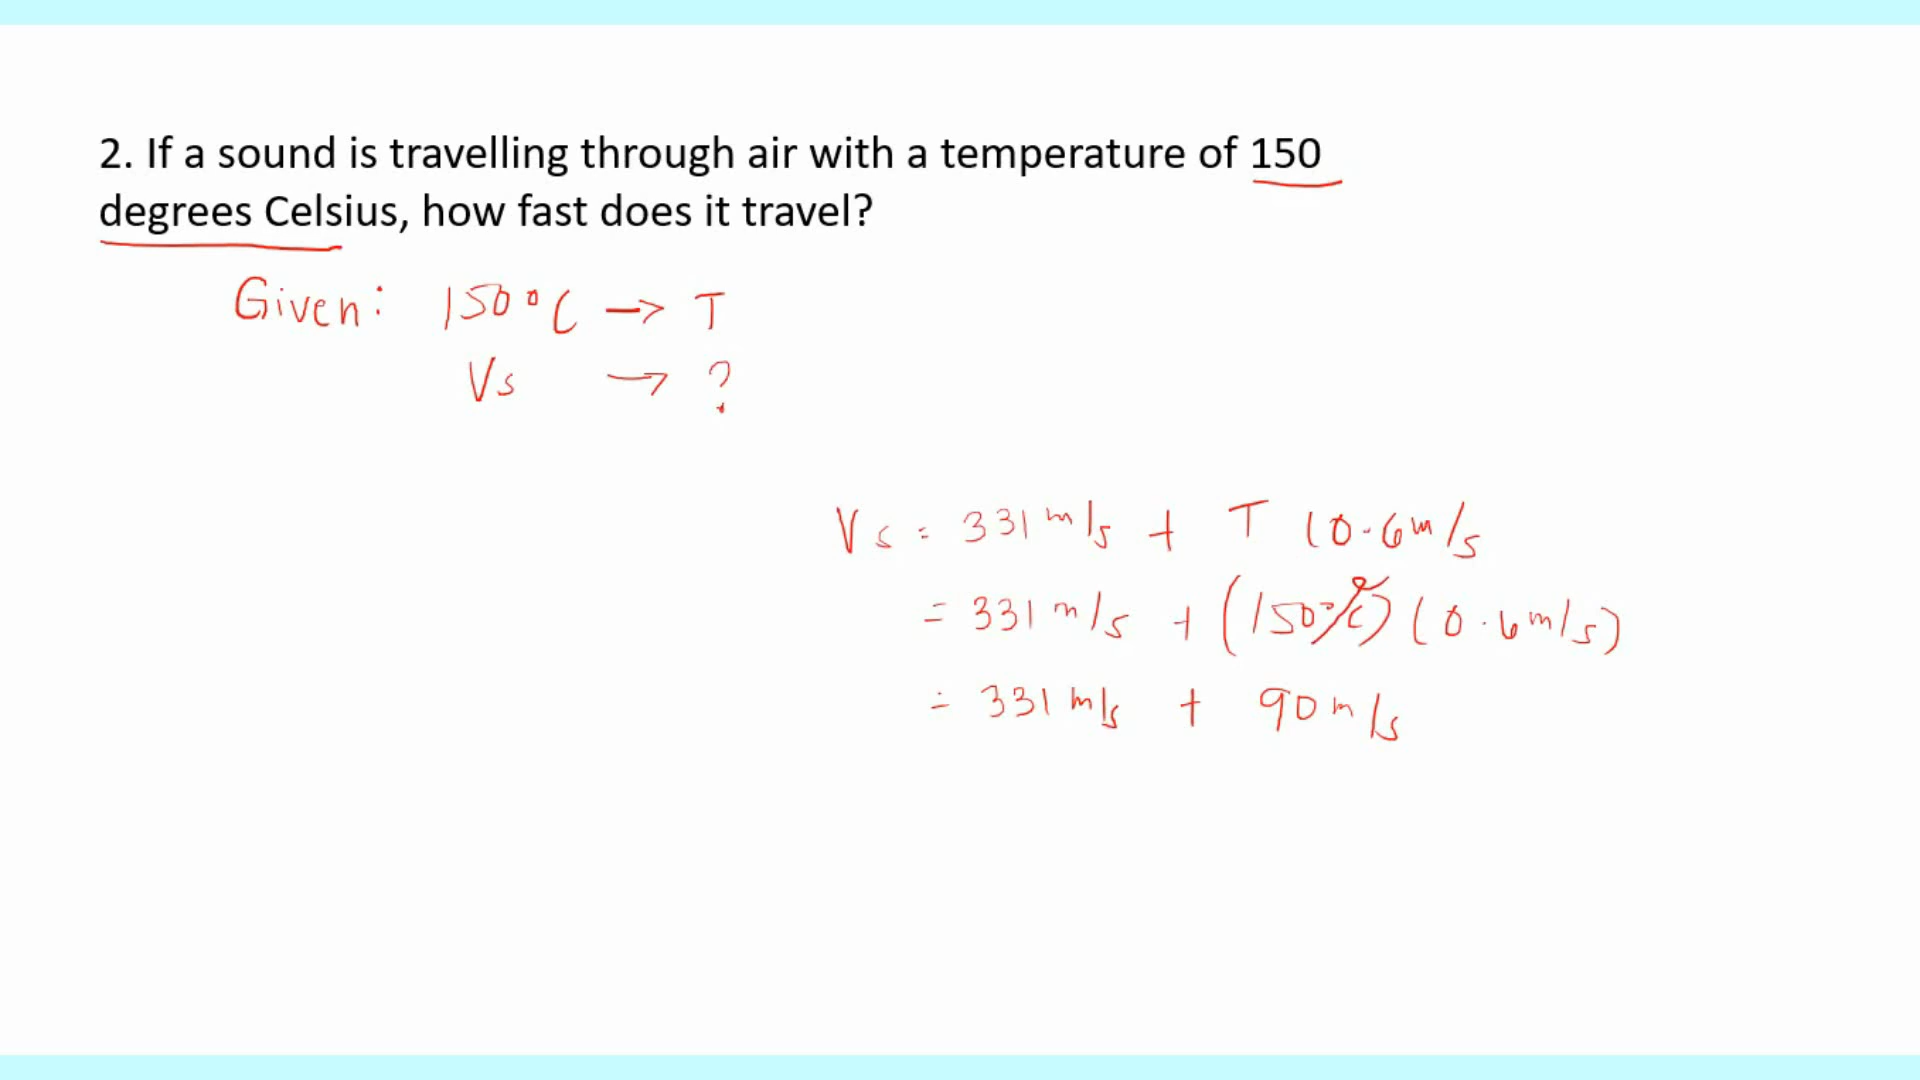 2. If a sound is travelling through air with a temperature of 150
degrees Celsius, how fast does it travel?
Given: 150°C → T
Vs → ?
Vs = 331 m/s + T (0.6 m/s
= 331 m/s + (150°C) (0.6 m/s)
= 331 m/s + 90 m/s